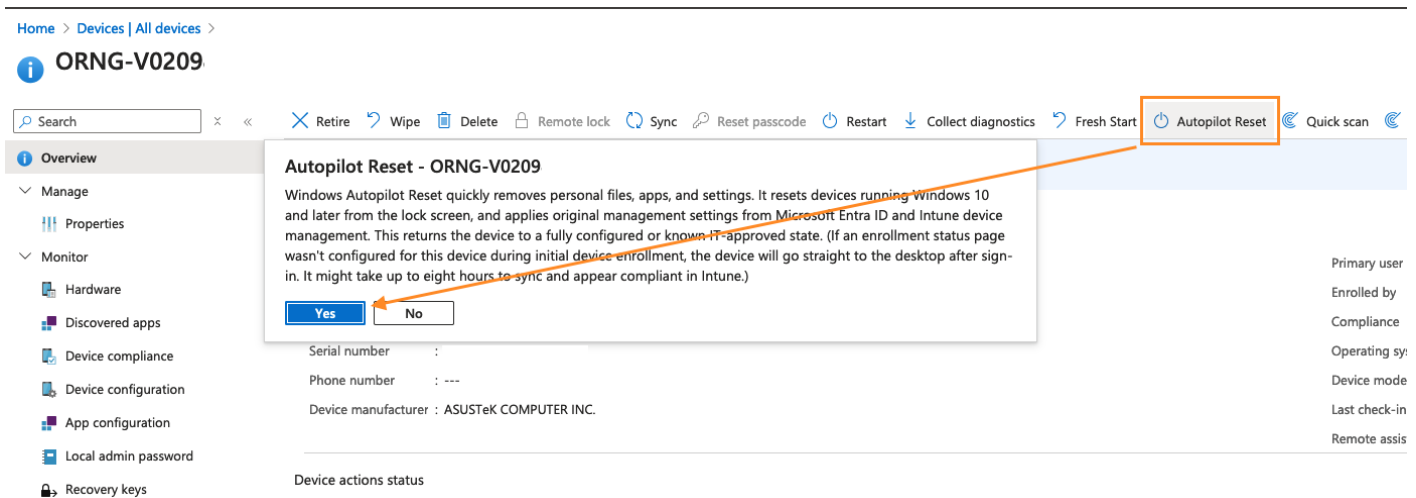 Home > Devices | All devices >
ORNG-V0209
Search
Retire Wipe Delete Remote lock Sync Reset passcode Restart Collect diagnostics Fresh Start Autopilot Reset Quick scan
Overview
Manage
Properties
Monitor
Hardware
Discovered apps
Device compliance
Device configuration
App configuration
Local admin password
Recovery keys
Autopilot Reset - ORNG-V0209
Windows Autopilot Reset quickly removes personal files, apps, and settings. It resets devices running Windows 10
and later from the lock screen, and applies original management settings from Microsoft Entra ID and Intune device
management. This returns the device to a fully configured or known IT-approved state. (If an enrollment status page
wasn't configured for this device during initial device enrollment, the device will go straight to the desktop after sign-
in. It might take up to eight hours to sync and appear compliant in Intune.)
Yes No
Serial number :
Phone number : ---
Device manufacturer : ASUSTeK COMPUTER INC.
Primary user
Enrolled by
Compliance
Operating sys
Device mode
Last check-in
Remote assis
Device actions status